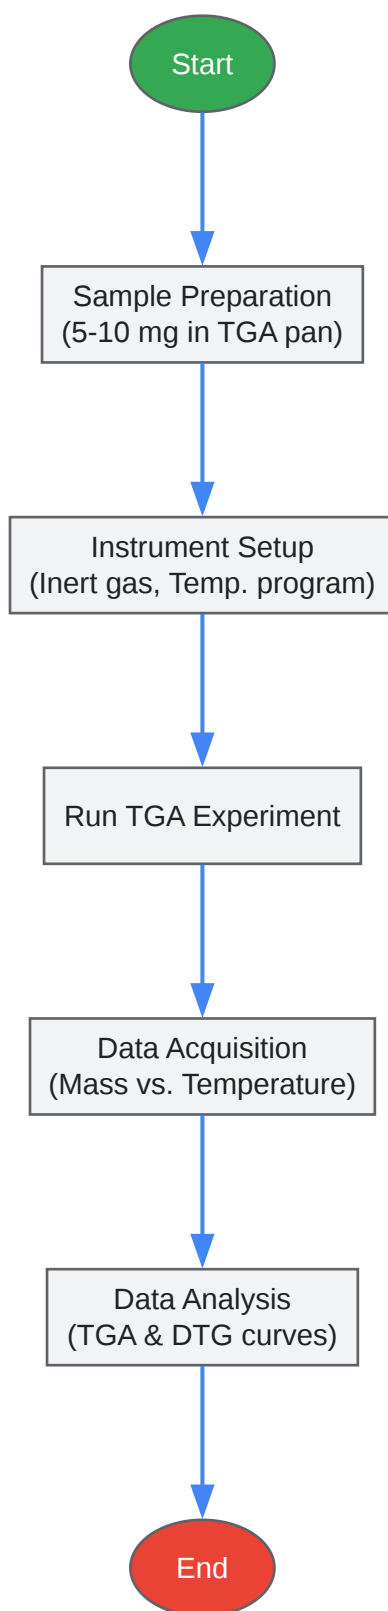 Start
Sample Preparation
(5-10 mg in TGA pan)
Instrument Setup
(Inert gas, Temp. program)
Run TGA Experiment
Data Acquisition
(Mass vs. Temperature)
Data Analysis
(TGA & DTG curves)
End